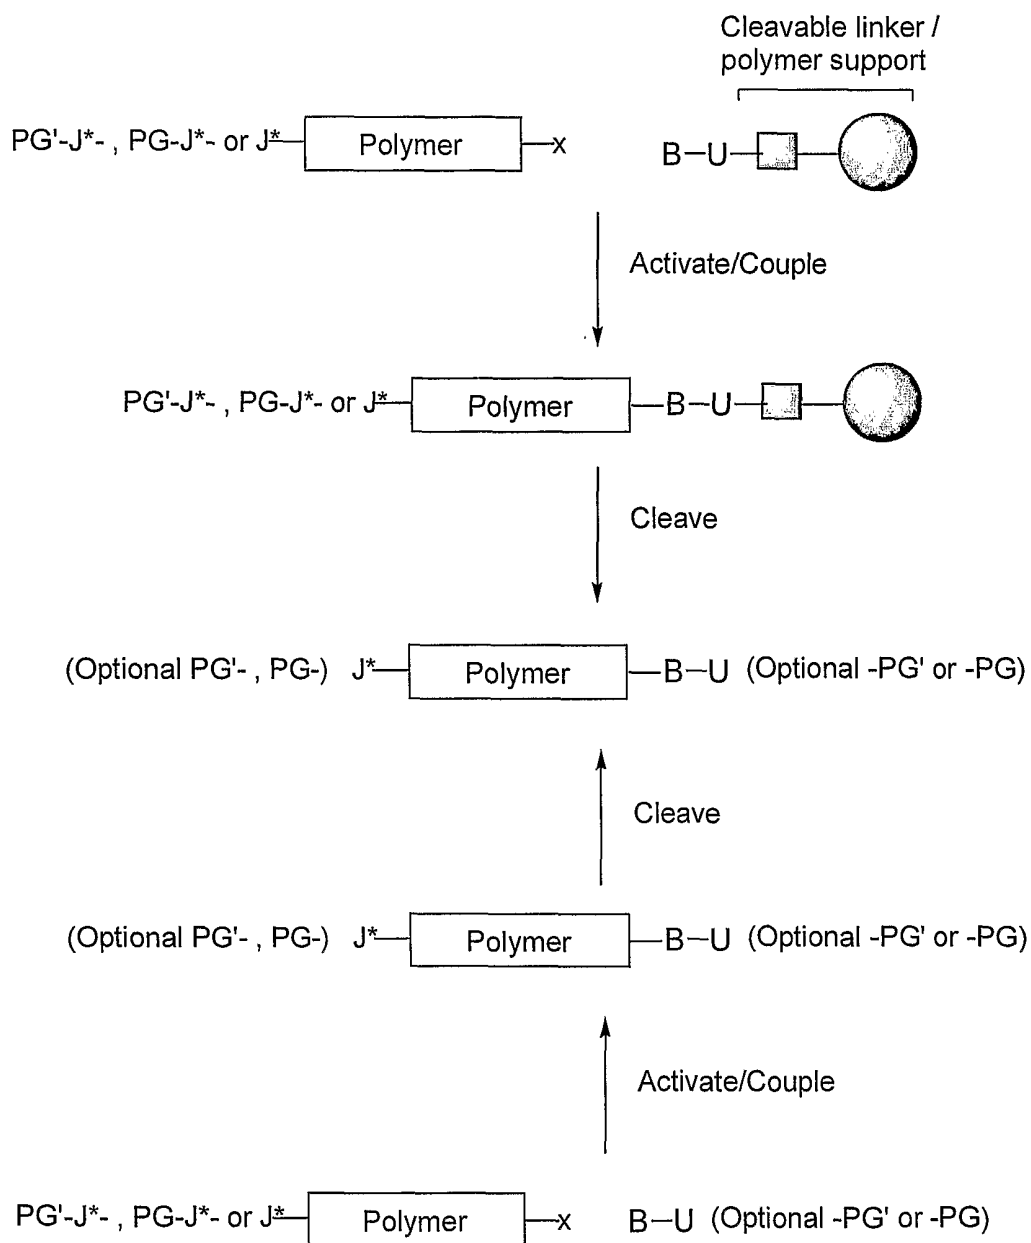 Cleavable linker /
polymer support
PG'-J*- , PG-J*- or J* Polymer x B-U
Activate/Couple
PG'-J*- , PG-J*- or J* Polymer B-U
Cleave
(Optional PG'- , PG-) J* Polymer B-U (Optional -PG' or -PG)
Cleave
(Optional PG'- , PG-) J* Polymer B-U (Optional -PG' or -PG)
Activate/Couple
PG'-J*- , PG-J*- or J* Polymer x B-U (Optional -PG' or -PG)